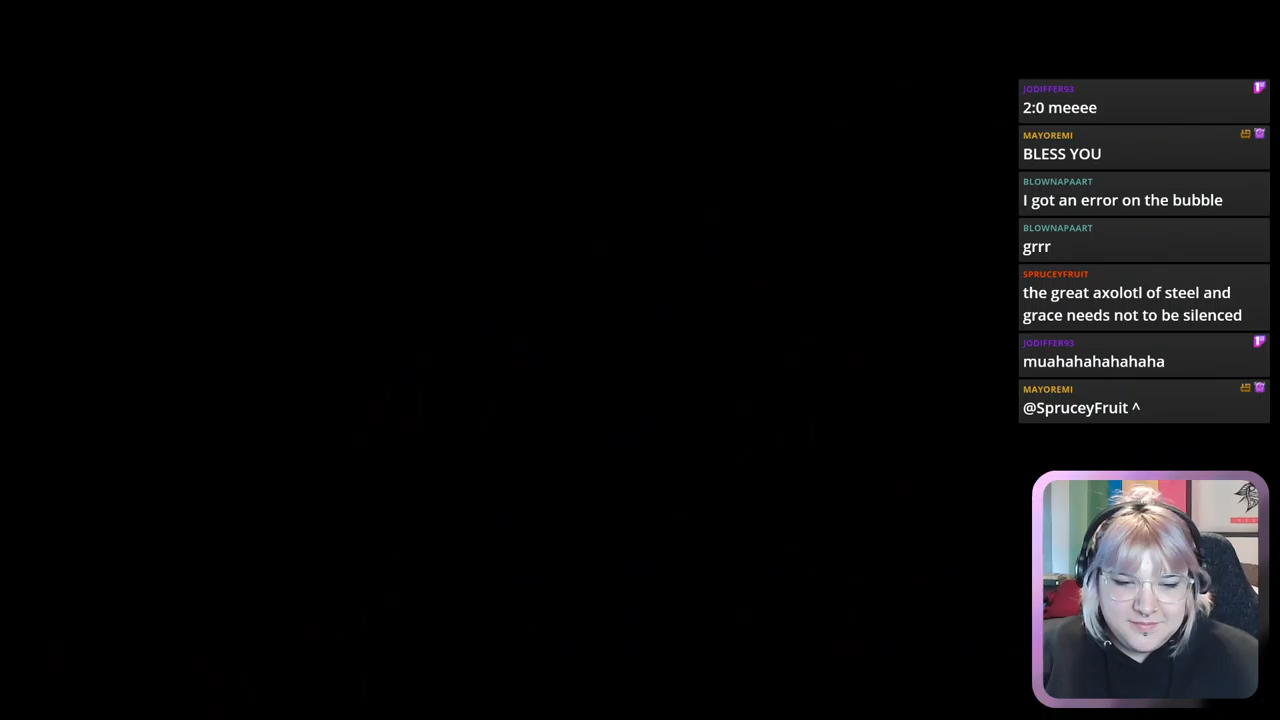 JODIFFER93
2:0 meeee
MAYOREMI
BLESS YOU
BLOWNAPAART
I got an error on the bubble
BLOWNAPAART
grrr
SPRUCEYFRUIT
the great axolotl of steel and
grace needs not to be silenced
JODIFFER93
muahahahahahaha
MAYOREMI
@SpruceyFruit ^